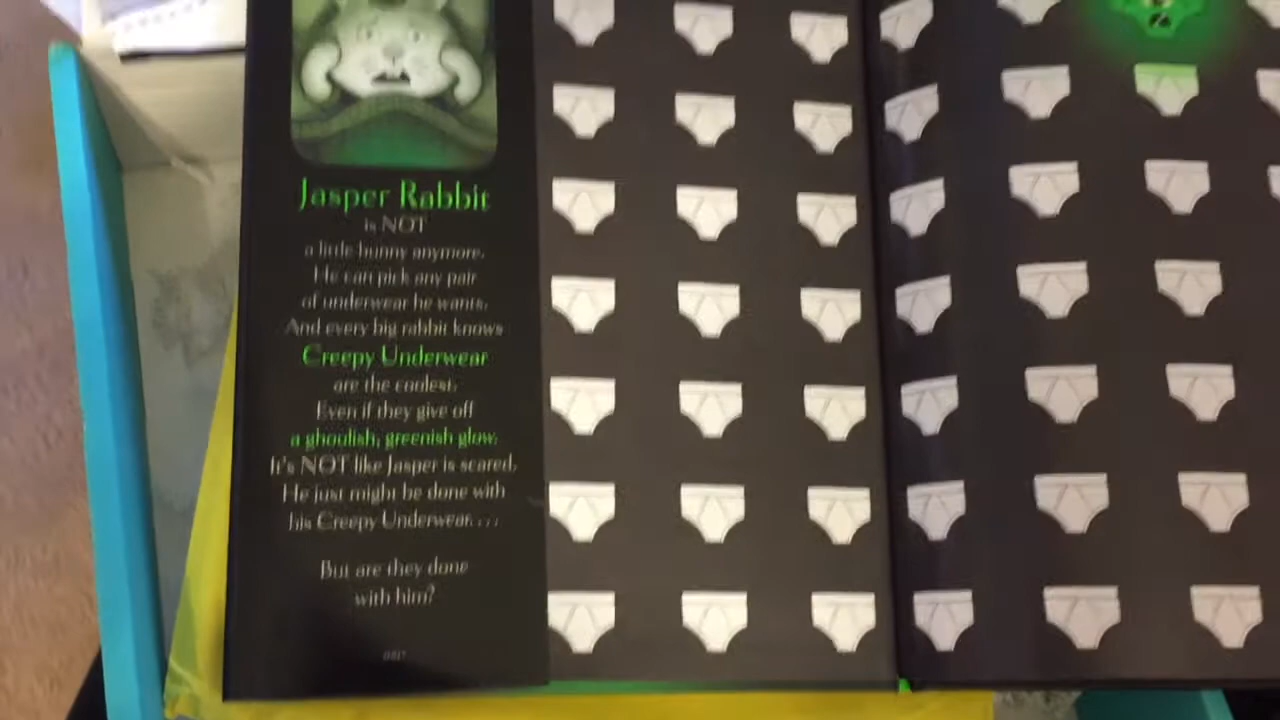 Jasper Rabbit
is NOT
a little bunny anymore.
He can pick any pair
of underwear he wants.
And every big rabbit knows
Creepy Underwear
are the coolest.
Even if they give off
a ghoulish, greenish glow.
It's NOT like Jasper is scared.
He just might be done with
his Creepy Underwear....
But are they done
with him?